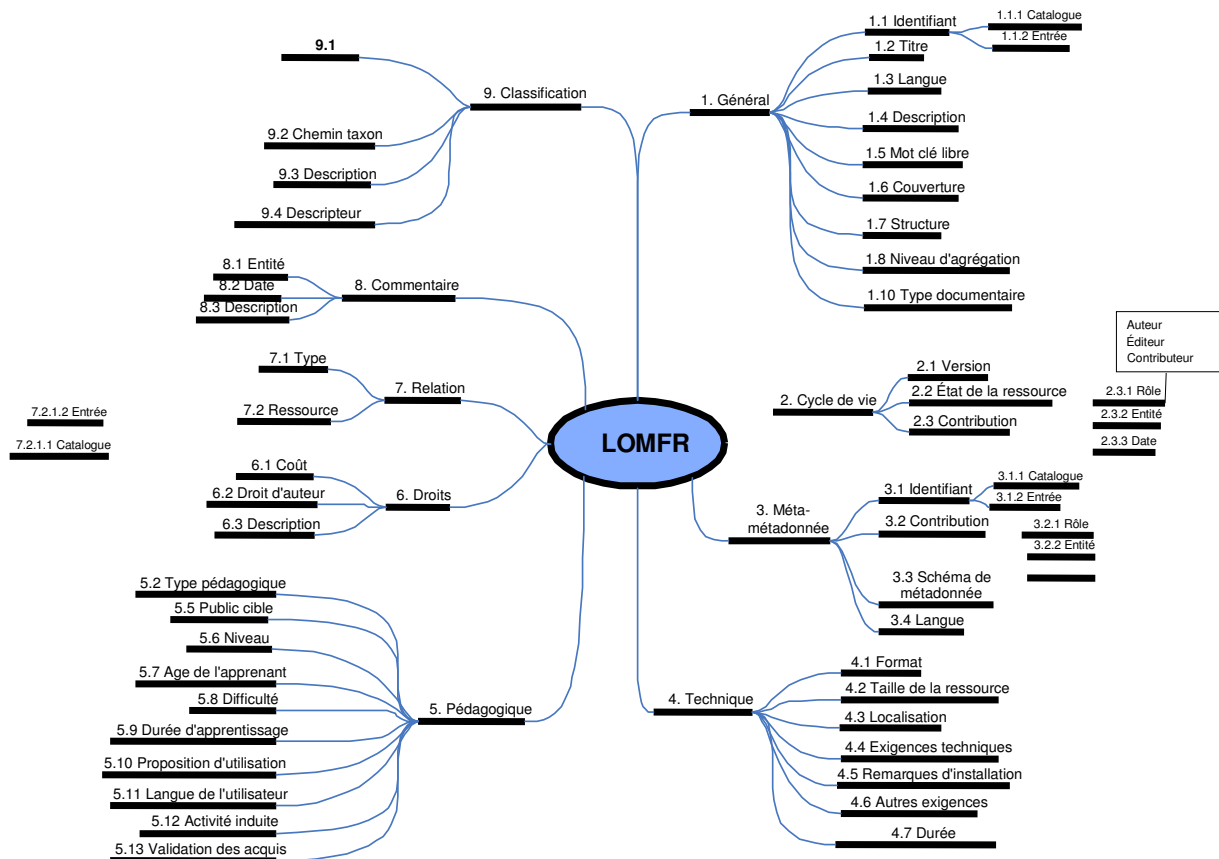 LOMFR
1. Général
1.1 Identifiant
1.1.1 Catalogue
1.1.2 Entrée
1.2 Titre
1.3 Langue
1.4 Description
1.5 Mot clé libre
1.6 Couverture
1.7 Structure
1.8 Niveau d'agrégation
1.10 Type documentaire
2. Cycle de vie
2.1 Version
2.2 État de la ressource
2.3 Contribution
Auteur
Éditeur
Contributeur
2.3.1 Rôle
2.3.2 Entité
2.3.3 Date
3. Méta-
métadonnée
3.1 Identifiant
3.1.1 Catalogue
3.1.2 Entrée
3.2 Contribution
3.2.1 Rôle
3.2.2 Entité
3.3 Schéma de
métadonnée
3.4 Langue
4. Technique
4.1 Format
4.2 Taille de la ressource
4.3 Localisation
4.4 Exigences techniques
4.5 Remarques d'installation
4.6 Autres exigences
4.7 Durée
5. Pédagogique
5.2 Type pédagogique
5.5 Public cible
5.6 Niveau
5.7 Age de l'apprenant
5.8 Difficulté
5.9 Durée d'apprentissage
5.10 Proposition d'utilisation
5.11 Langue de l'utilisateur
5.12 Activité induite
5.13 Validation des acquis
6. Droits
6.1 Coût
6.2 Droit d'auteur
6.3 Description
7. Relation
7.1 Type
7.2 Ressource
7.2.1.2 Entrée
7.2.1.1 Catalogue
8. Commentaire
8.1 Entité
8.2 Date
8.3 Description
9. Classification
9.1
9.2 Chemin taxon
9.3 Description
9.4 Descripteur